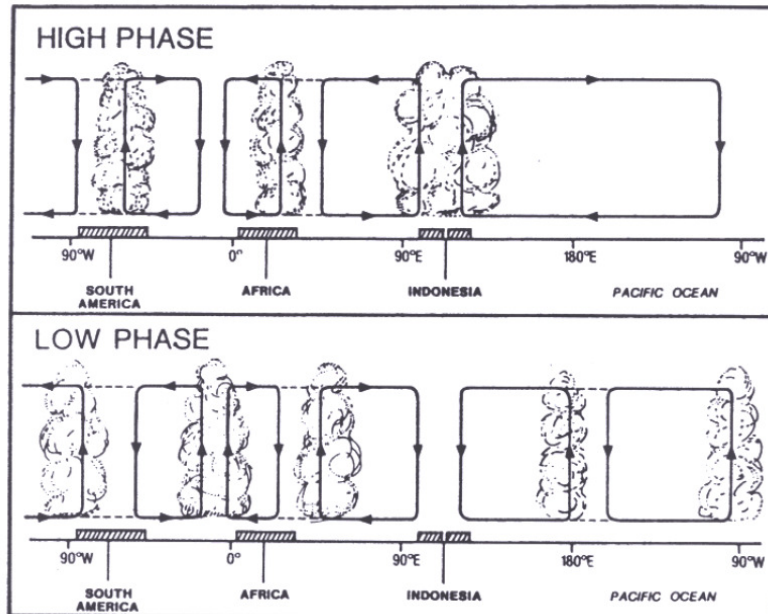 HIGH PHASE
90°W 0° 90°E 180°E 90°W
SOUTH AMERICA AFRICA INDONESIA PACIFIC OCEAN
LOW PHASE
90°W 0° 90°E 180°E 90°W
SOUTH AMERICA AFRICA INDONESIA PACIFIC OCEAN